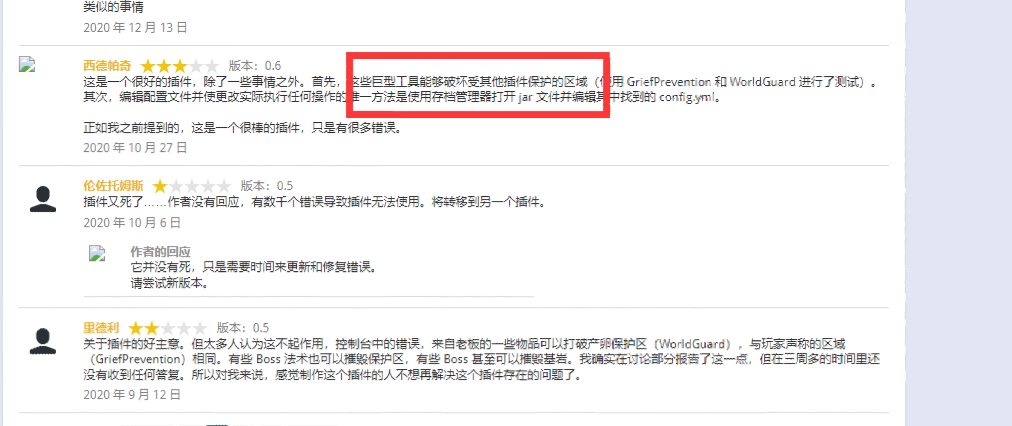 类似的事情
2020 年 12 月 13 日
西德帕奇 版本：0.6
这是一个很好的插件，除了一些事情之外。首先，这些巨型工具能够破坏受其他插件保护的区域（使用 GriefPrevention 和 WorldGuard 进行了测试）。
其次，编辑配置文件并使更改实际执行任何操作的唯一方法是使用存档管理器打开 jar 文件并编辑其中找到的 config.yml。
正如我之前提到的，这是一个很棒的插件，只是有很多错误。
2020 年 10 月 27 日
伦佐托姆斯 版本：0.5
插件又死了……作者没有回应，有数千个错误导致插件无法使用。将转移到另一个插件。
2020 年 10 月 6 日
作者的回应
它并没有死，只是需要时间来更新和修复错误。
请尝试新版本。
里德利 版本：0.5
关于插件的好主意。但太多人认为这不起作用，控制台中的错误，来自老板的一些物品可以打破产卵保护区（WorldGuard），与玩家声称的区域
（GriefPrevention）相同。有些 Boss 法术也可以摧毁保护区，有些 Boss 甚至可以摧毁基岩。我确实在讨论部分报告了这一点，但在三周多的时间里还
没有收到任何答复。所以对我来说，感觉制作这个插件的人不想再解决这个插件存在的问题了。
2020 年 9 月 12 日